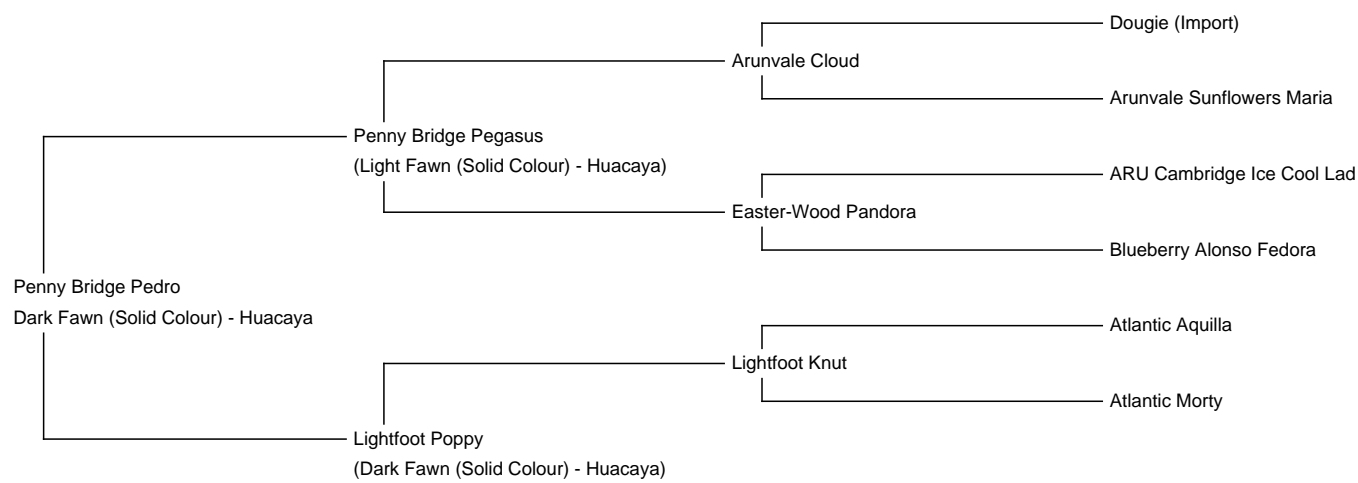 Dougie (Import)
Arunvale Cloud
Arunvale Sunflowers Maria
Penny Bridge Pegasus
(Light Fawn (Solid Colour) - Huacaya)
ARU Cambridge Ice Cool Lad
Easter-Wood Pandora
Blueberry Alonso Fedora
Penny Bridge Pedro
Dark Fawn (Solid Colour) - Huacaya
Atlantic Aquilla
Lightfoot Knut
Atlantic Morty
Lightfoot Poppy
(Dark Fawn (Solid Colour) - Huacaya)